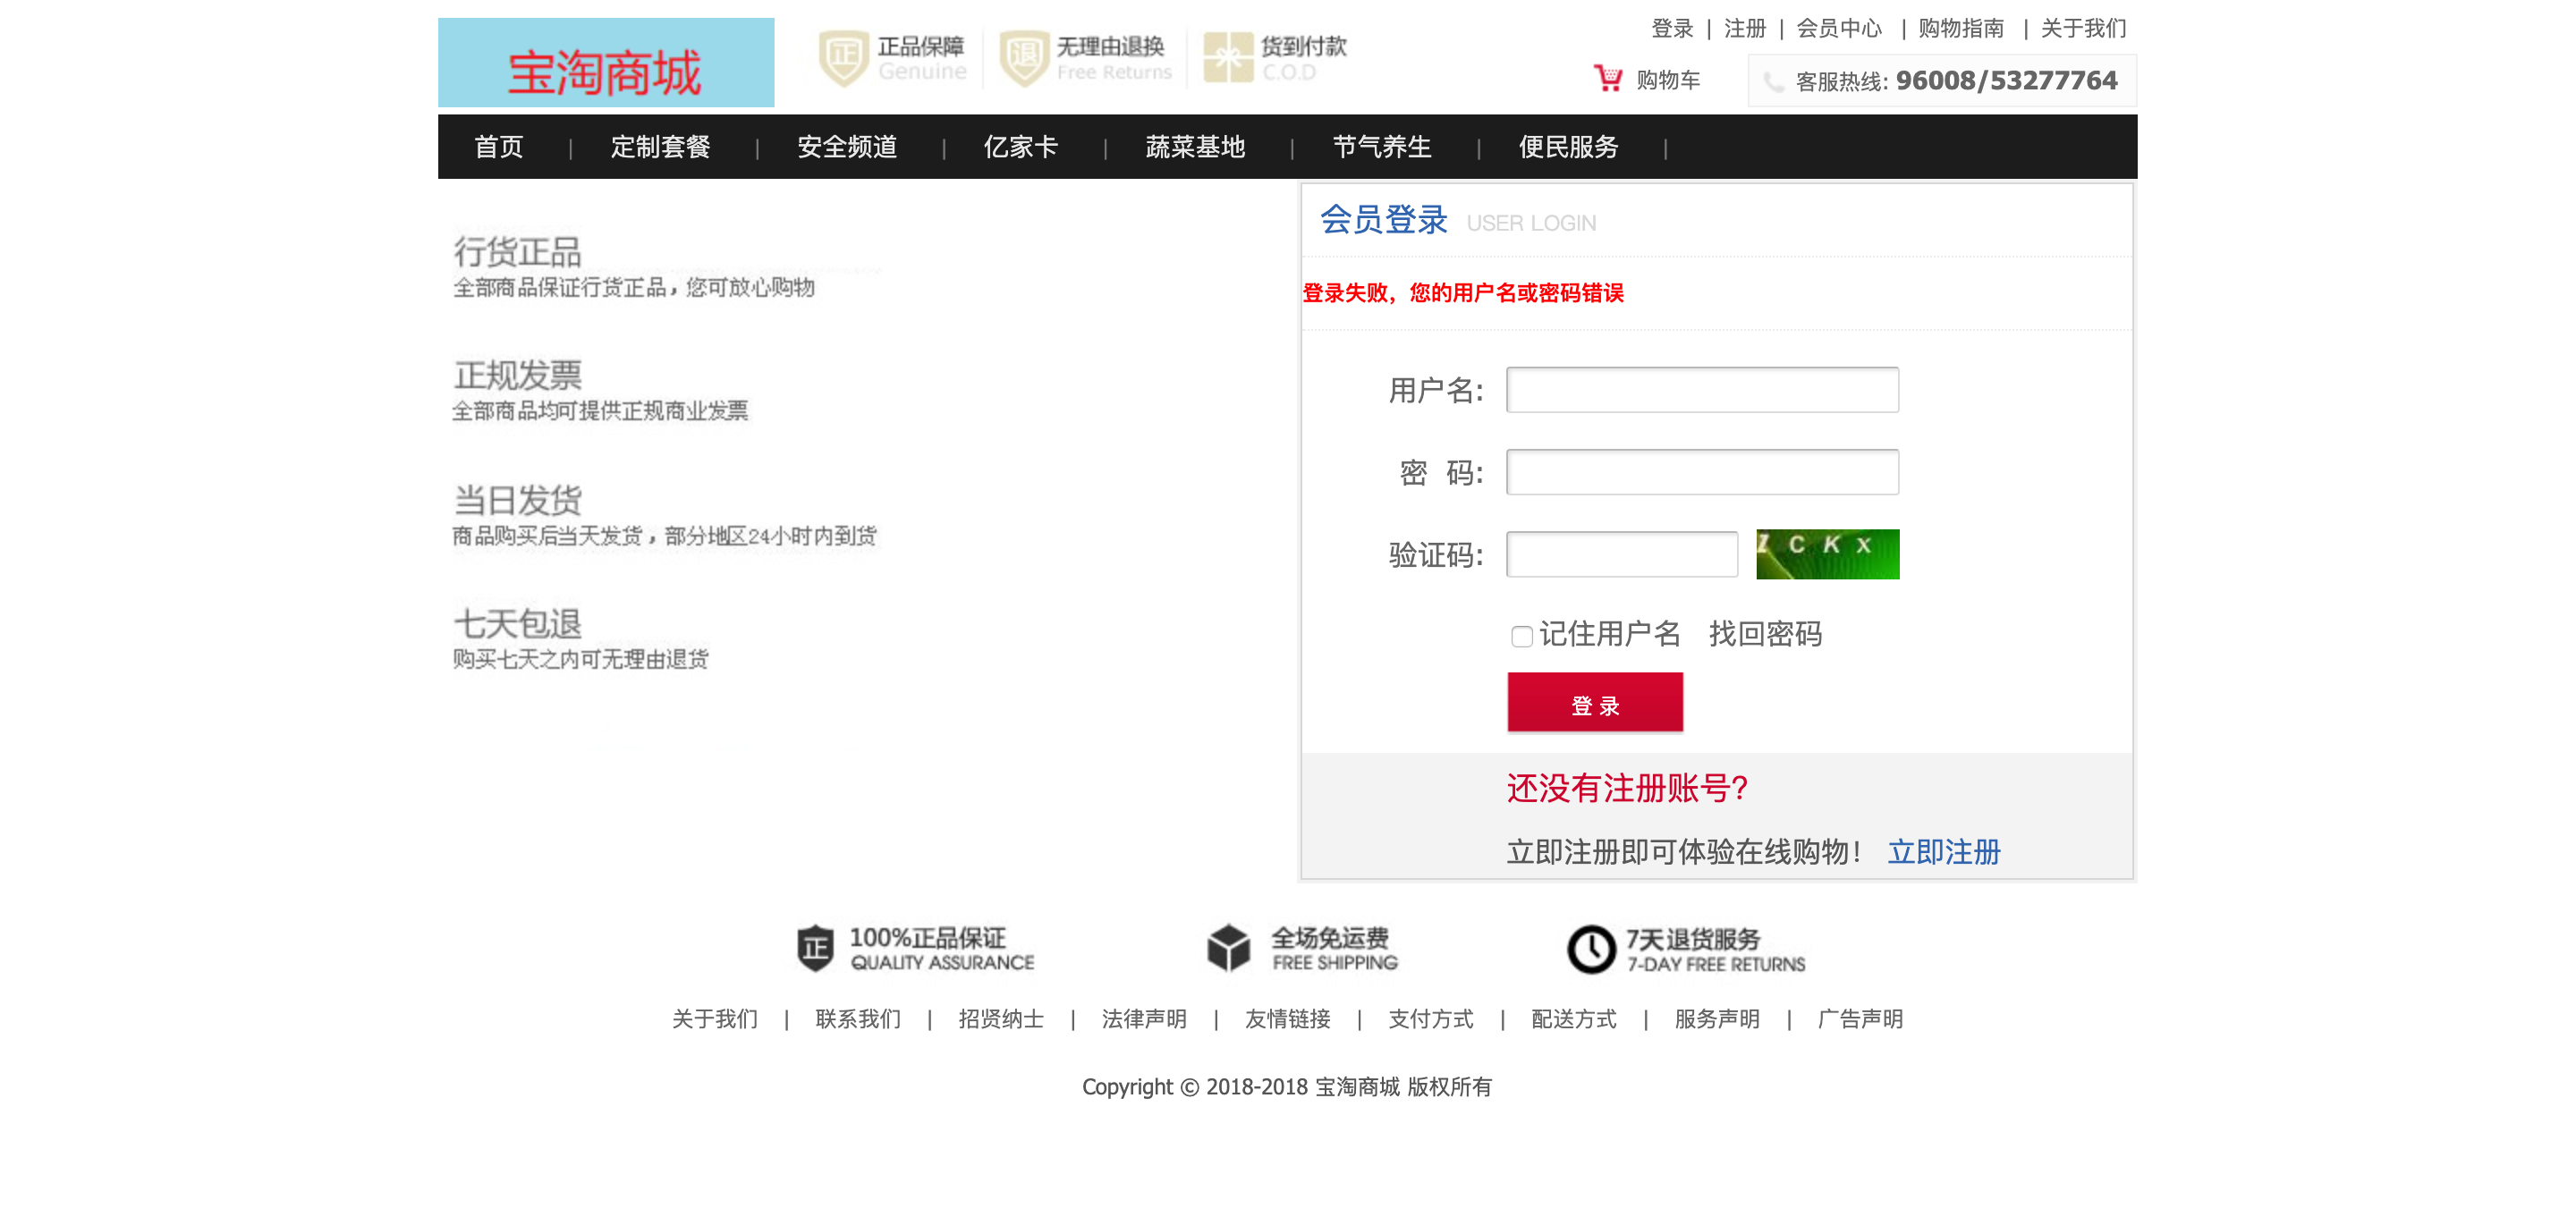 宝淘商城
正品保障
Genuine
无理由退换
Free Returns
货到付款
C.O.D
登录 | 注册 | 会员中心 | 购物指南 | 关于我们
购物车
客服热线: 96008/53277764
首页 | 定制套餐 | 安全频道 | 亿家卡 | 蔬菜基地 | 节气养生 | 便民服务 |
行货正品
全部商品保证行货正品，您可放心购物
正规发票
全部商品均可提供正规商业发票
当日发货
商品购买后当天发货，部分地区24小时内到货
七天包退
购买七天之内可无理由退货
会员登录 USER LOGIN
登录失败，您的用户名或密码错误
用户名:
密 码:
验证码:
Z C K X
记住用户名 找回密码
登 录
还没有注册账号?
立即注册即可体验在线购物! 立即注册
正 100%正品保证
QUALITY ASSURANCE
全场免运费
FREE SHIPPING
7天退货服务
7-DAY FREE RETURNS
关于我们 | 联系我们 | 招贤纳士 | 法律声明 | 友情链接 | 支付方式 | 配送方式 | 服务声明 | 广告声明
Copyright © 2018-2018 宝淘商城 版权所有